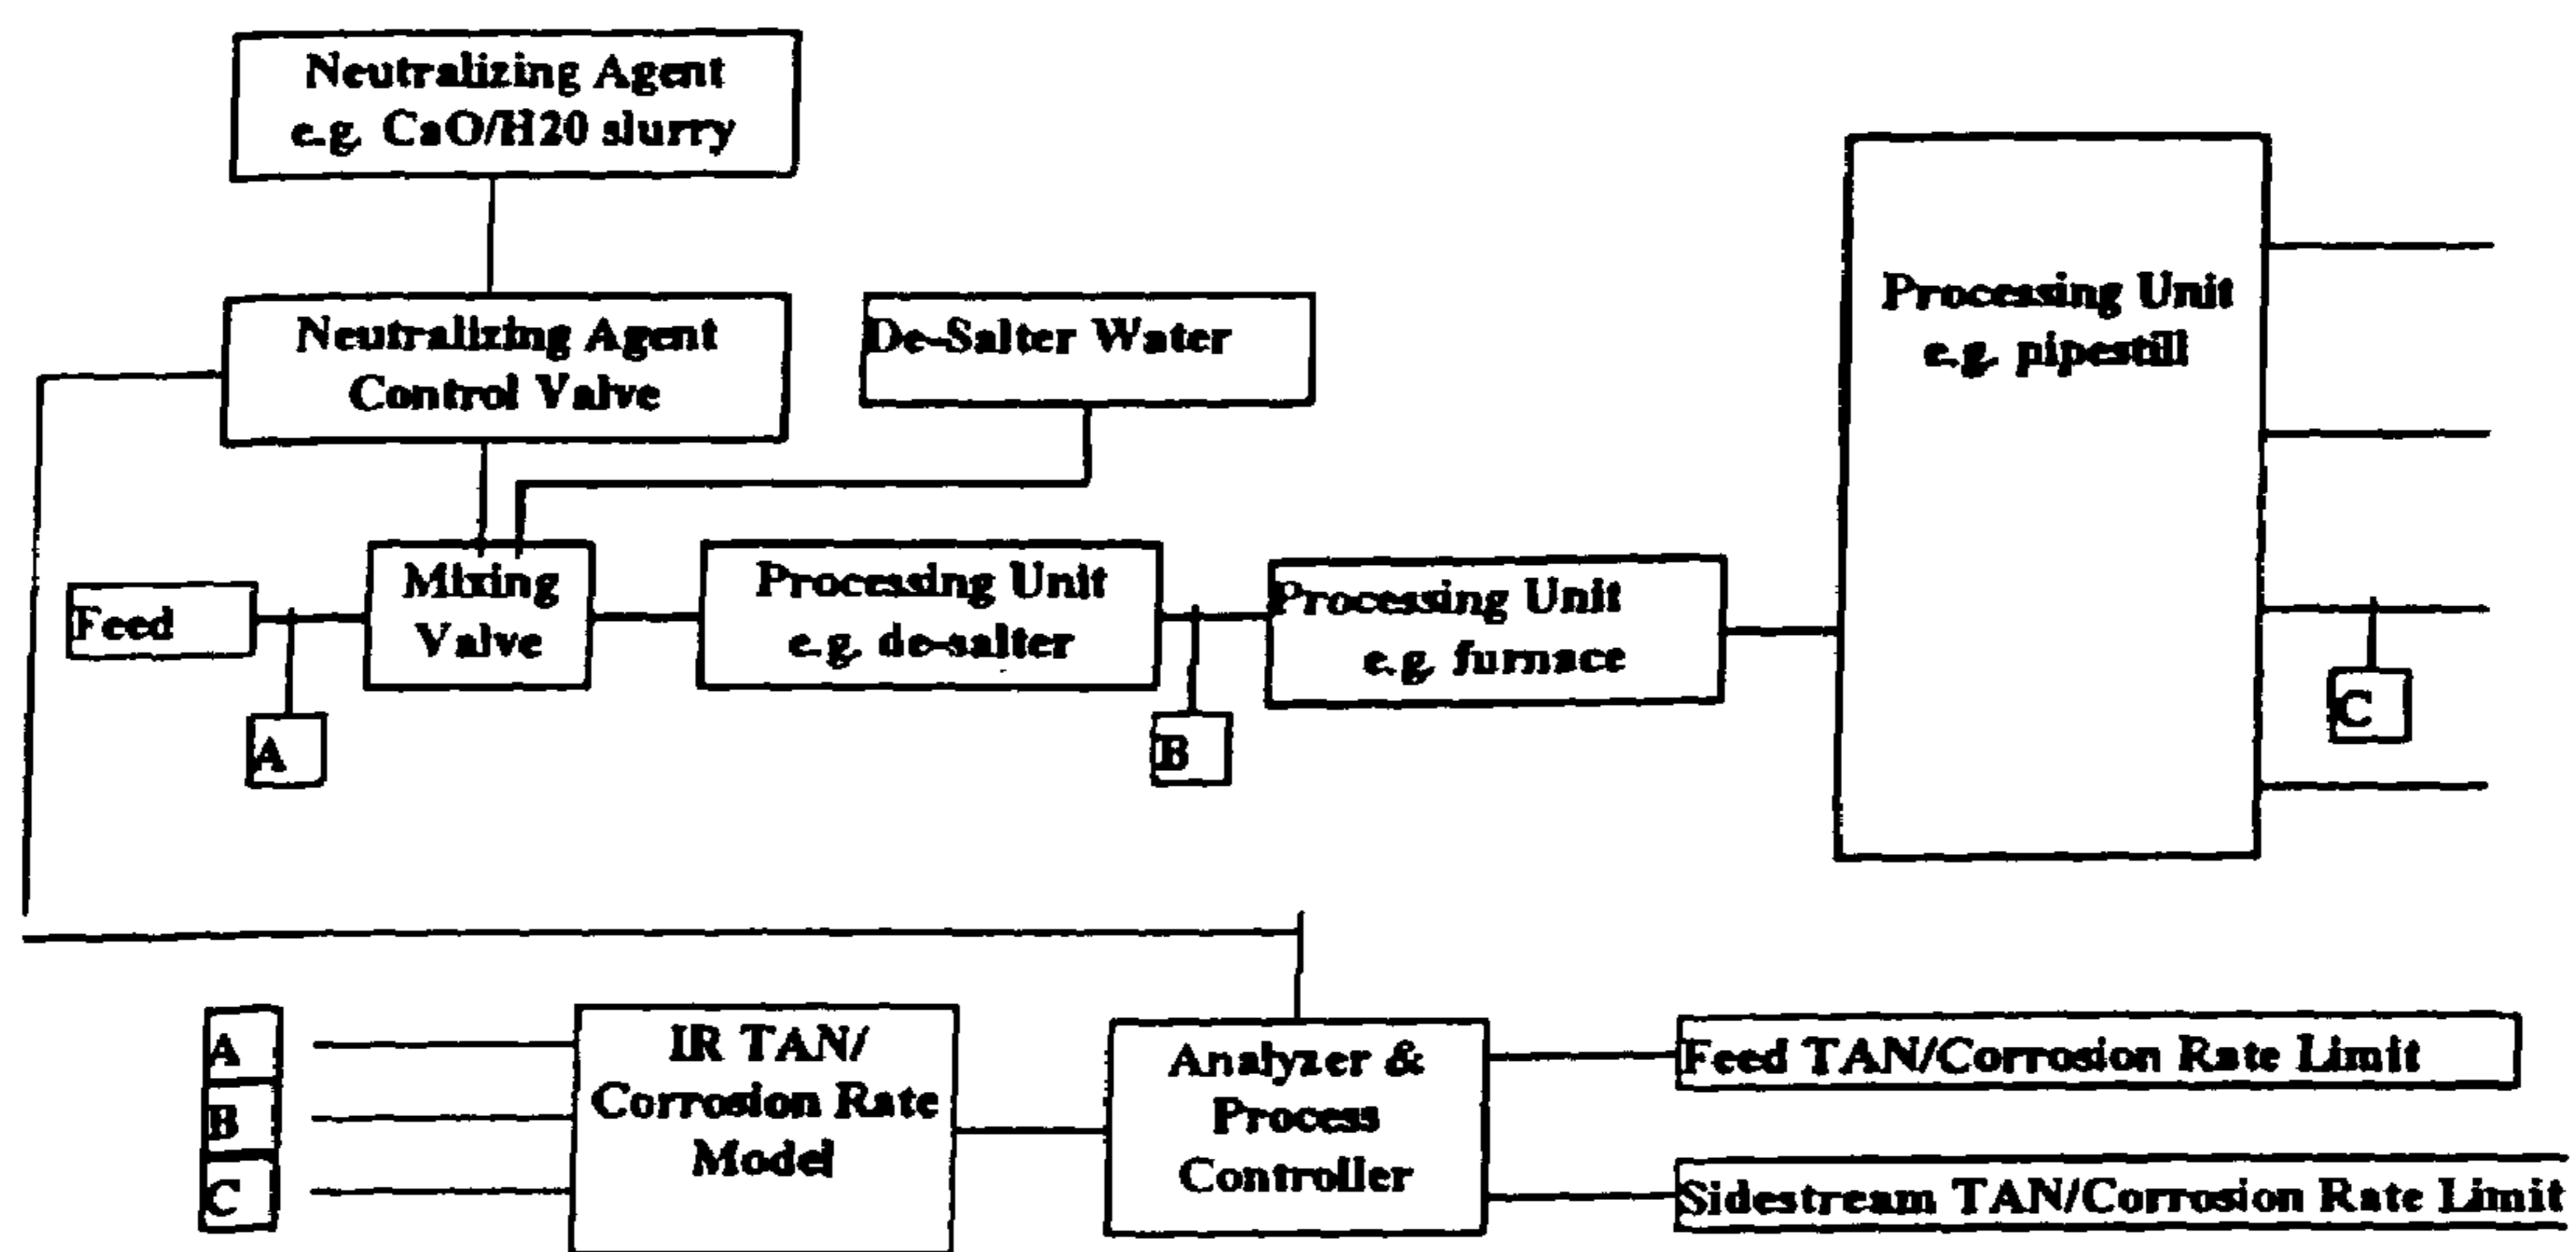 Neutralizing Agent
e.g. CaO/H20 slurry
Neutralizing Agent
Control Valve
De-Salter Water
Processing Unit
e.g. pipestill
Feed
Mixing
Valve
Processing Unit
e.g. de-salter
Processing Unit
e.g. furnace
A
B
C
A
B
C
IR TAN/
Corrosion Rate
Model
Analyzer &
Process
Controller
Feed TAN/Corrosion Rate Limit
Sidestream TAN/Corrosion Rate Limit